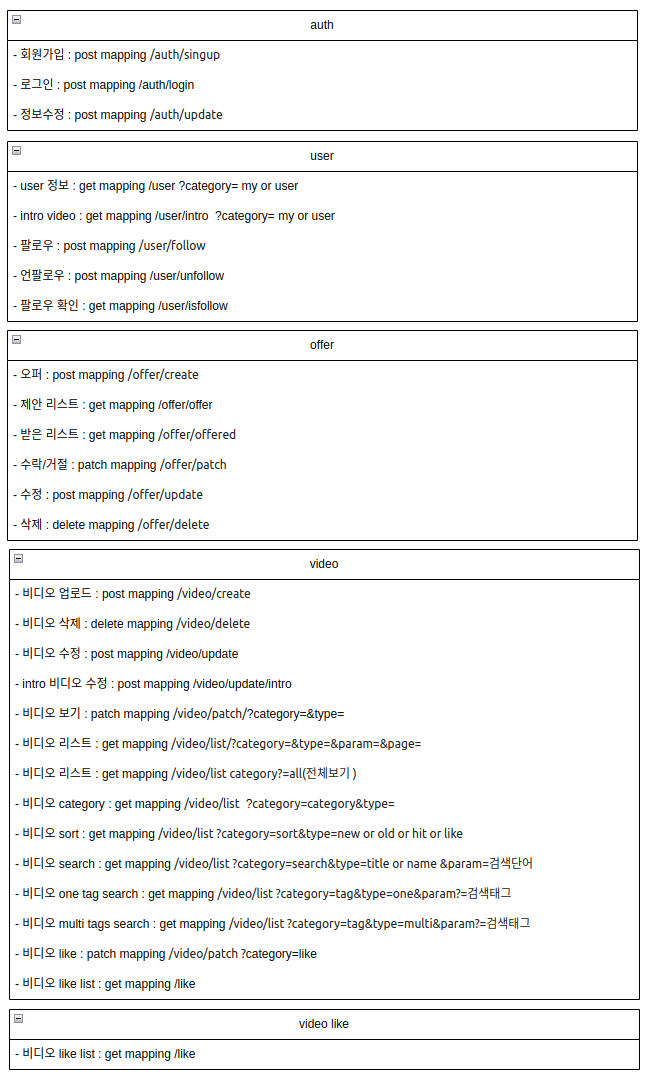 auth
- 회원가입 : post mapping /auth/singup
- 로그인 : post mapping /auth/login
- 정보수정 : post mapping /auth/update
user
- user 정보 : get mapping /user ?category= my or user
- intro video : get mapping /user/intro  ?category= my or user
- 팔로우 : post mapping /user/follow
- 언팔로우 : post mapping /user/unfollow
- 팔로우 확인 : get mapping /user/isfollow
offer
- 오퍼 : post mapping /offer/create
- 제안 리스트 : get mapping /offer/offer
- 받은 리스트 : get mapping /offer/offered
- 수락/거절 : patch mapping /offer/patch
- 수정 : post mapping /offer/update
- 삭제 : delete mapping /offer/delete
video
- 비디오 업로드 : post mapping /video/create
- 비디오 삭제 : delete mapping /video/delete
- 비디오 수정 : post mapping /video/update
- intro 비디오 수정 : post mapping /video/update/intro
- 비디오 보기 : patch mapping /video/patch/?category=&type=
- 비디오 리스트 : get mapping /video/list/?category=&type=&param=&page=
- 비디오 리스트 : get mapping /video/list category?=all(전체보기 )
- 비디오 category : get mapping /video/list  ?category=category&type=
- 비디오 sort : get mapping /video/list ?category=sort&type=new or old or hit or like
- 비디오 search : get mapping /video/list ?category=search&type=title or name &param=검색단어
- 비디오 one tag search : get mapping /video/list ?category=tag&type=one&param?=검색태그
- 비디오 multi tags search : get mapping /video/list ?category=tag&type=multi&param?=검색태그
- 비디오 like : patch mapping /video/patch ?category=like
- 비디오 like list : get mapping /like
video like
- 비디오 like list : get mapping /like